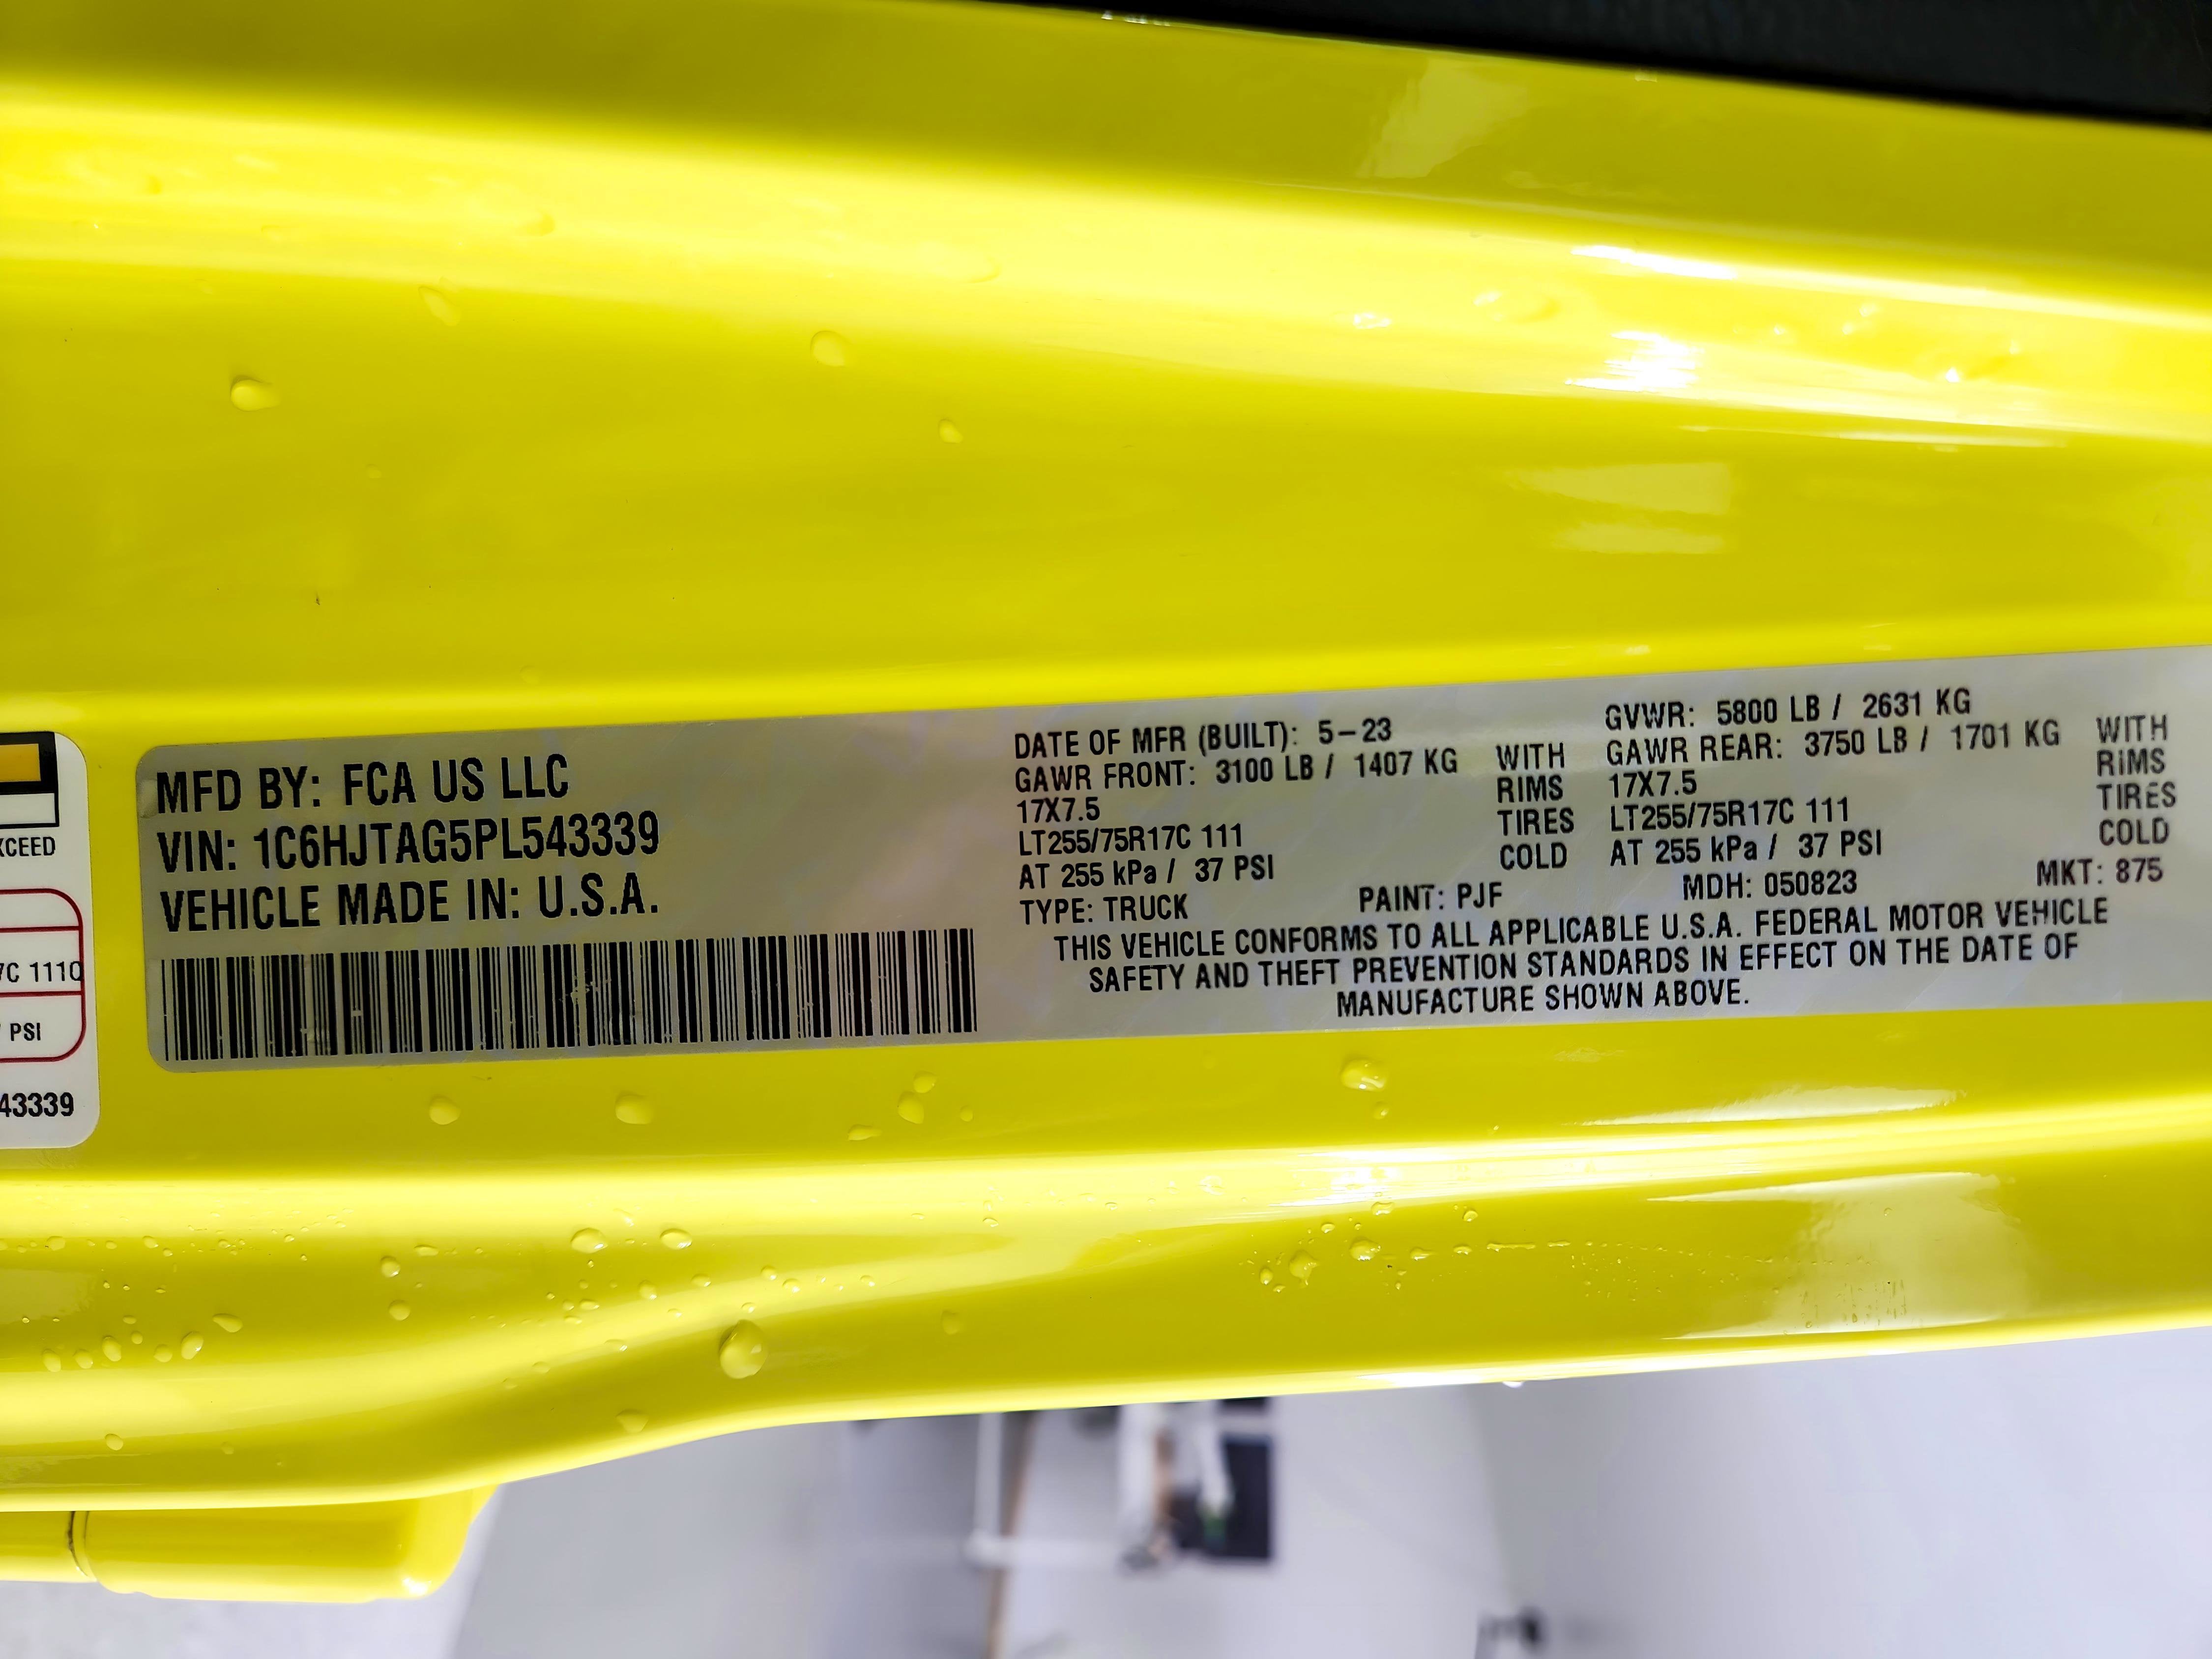 XCEED
7C 111C
PSI
43339
MFD BY: FCA US LLC
VIN: 1C6HJTAG5PL543339
VEHICLE MADE IN: U.S.A.
DATE OF MFR (BUILT): 5-23 GVWR: 5800 LB / 2631 KG
GAWR FRONT: 3100 LB / 1407 KG WITH GAWR REAR: 3750 LB / 1701 KG WITH
17X7.5 RIMS 17X7.5 RIMS
LT255/75R17C 111 TIRES LT255/75R17C 111 TIRES
AT 255 kPa / 37 PSI COLD AT 255 kPa / 37 PSI COLD
TYPE: TRUCK PAINT: PJF MDH: 050823 MKT: 875
THIS VEHICLE CONFORMS TO ALL APPLICABLE U.S.A. FEDERAL MOTOR VEHICLE
SAFETY AND THEFT PREVENTION STANDARDS IN EFFECT ON THE DATE OF
MANUFACTURE SHOWN ABOVE.